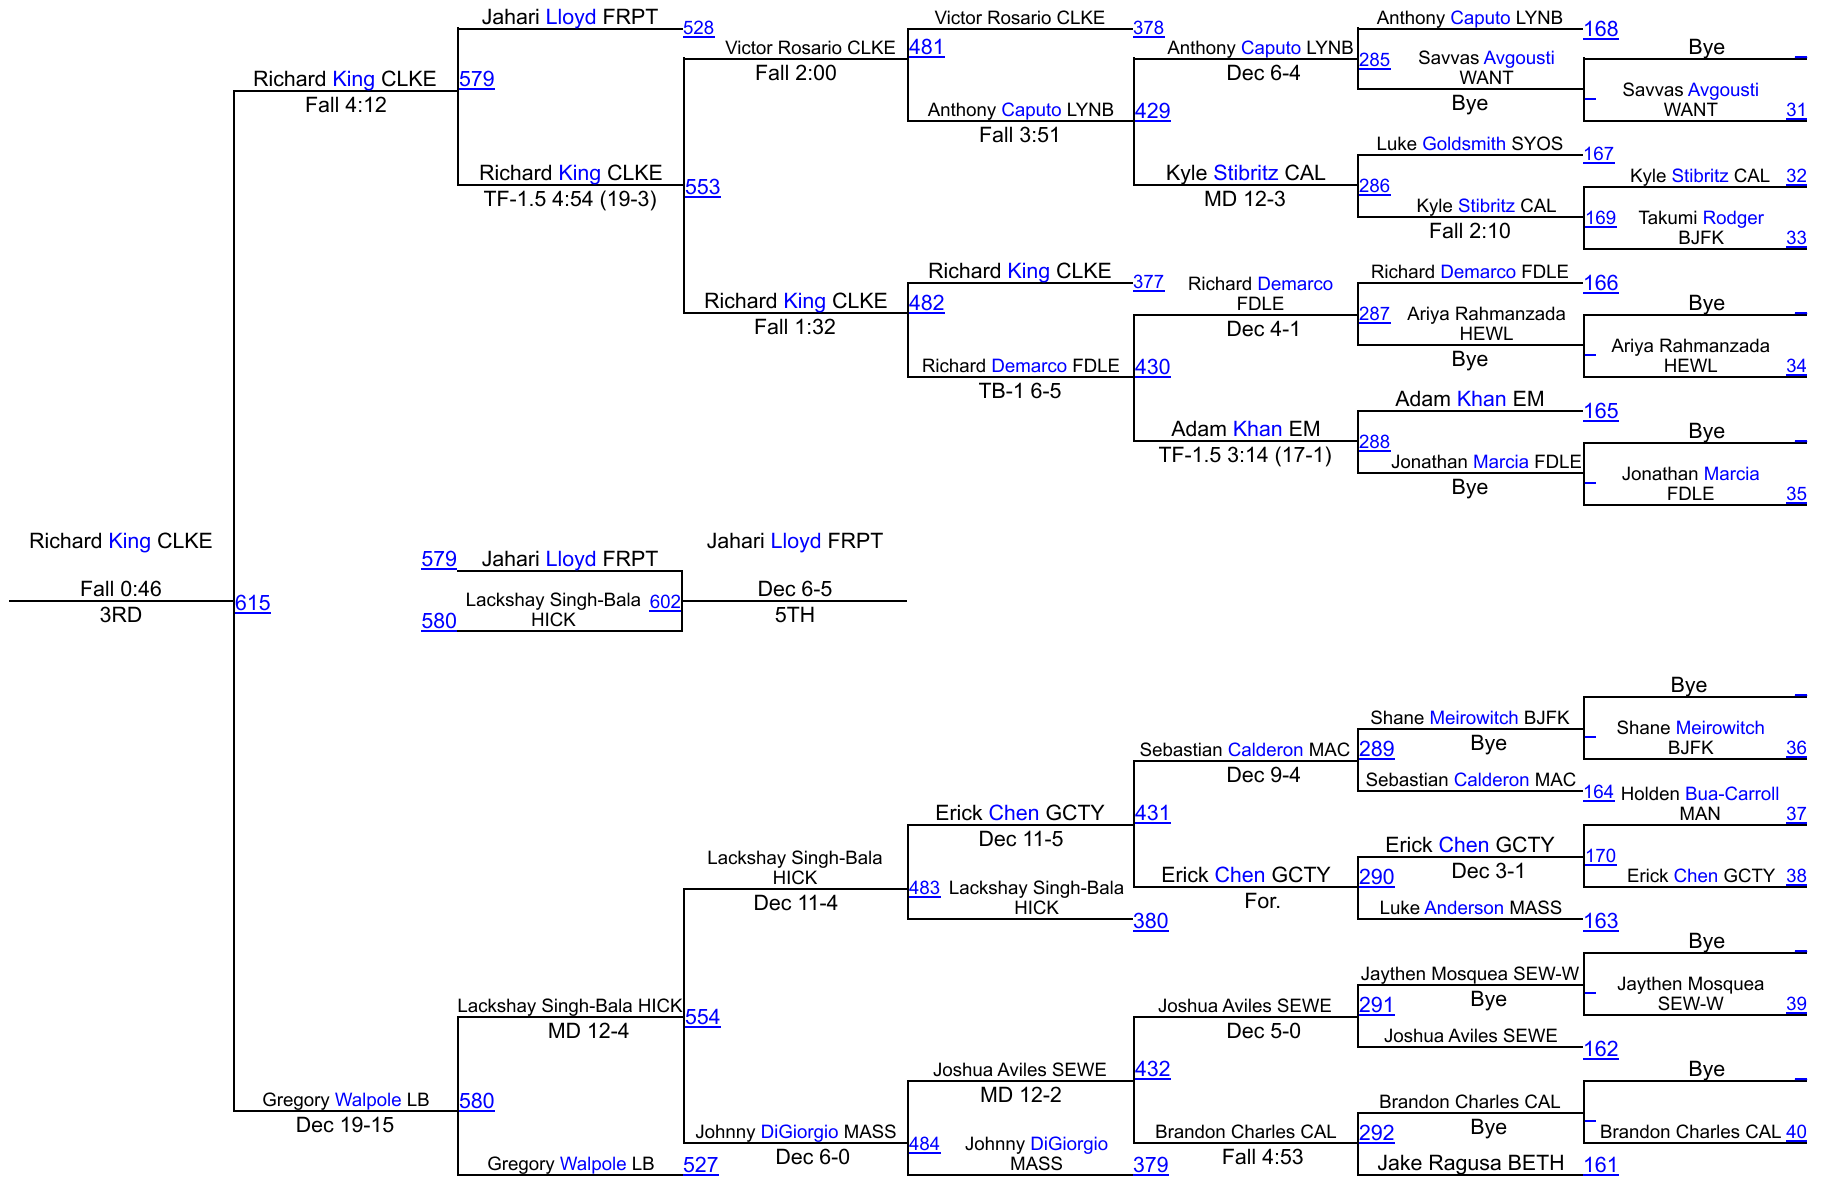 Jahari Lloyd FRPT
528
Richard King CLKE
Fall 4:12
579
Richard King CLKE
TF-1.5 4:54 (19-3)
Victor Rosario CLKE
Fall 2:00
553
Richard King CLKE
Fall 1:32
Victor Rosario CLKE
378
481
Anthony Caputo LYNB
Fall 3:51
Anthony Caputo LYNB
Dec 6-4
429
Kyle Stibritz CAL
MD 12-3
Anthony Caputo LYNB
168
285
Savvas Avgousti
WANT
Bye
Bye
Savvas Avgousti
WANT
31
Luke Goldsmith SYOS
167
286
Kyle Stibritz CAL
Fall 2:10
Kyle Stibritz CAL
32
169
Takumi Rodger
BJFK
33
Richard King CLKE
377
482
Richard Demarco FDLE
TB-1 6-5
Richard Demarco
FDLE
Dec 4-1
430
Adam Khan EM
TF-1.5 3:14 (17-1)
Richard Demarco FDLE
166
287
Ariya Rahmanzada
HEWL
Bye
Bye
Ariya Rahmanzada
HEWL
34
Adam Khan EM
165
288
Jonathan Marcia FDLE
Bye
Bye
Jonathan Marcia
FDLE
35
Richard King CLKE
Fall 0:46
3RD
615
579
Jahari Lloyd FRPT
Lackshay Singh-Bala
HICK
602
580
Jahari Lloyd FRPT
Dec 6-5
5TH
Bye
Shane Meirowitch BJFK
Bye
Shane Meirowitch
BJFK
36
Sebastian Calderon MAC
Dec 9-4
289
Sebastian Calderon MAC
164
Holden Bua-Carroll
MAN
37
Erick Chen GCTY
Dec 11-5
431
Erick Chen GCTY
Dec 3-1
170
Erick Chen GCTY
38
Erick Chen GCTY
For.
290
Luke Anderson MASS
163
Lackshay Singh-Bala
HICK
Dec 11-4
483
Lackshay Singh-Bala
HICK
380
Bye
Jaythen Mosquea SEW-W
Bye
Jaythen Mosquea
SEW-W
39
Joshua Aviles SEWE
Dec 5-0
291
Joshua Aviles SEWE
162
Lackshay Singh-Bala HICK
MD 12-4
554
Joshua Aviles SEWE
MD 12-2
432
Bye
Brandon Charles CAL
Bye
Brandon Charles CAL
40
Gregory Walpole LB
Dec 19-15
580
Johnny DiGiorgio MASS
Dec 6-0
484
Johnny DiGiorgio
MASS
379
Brandon Charles CAL
Fall 4:53
292
Jake Ragusa BETH
161
Gregory Walpole LB
527